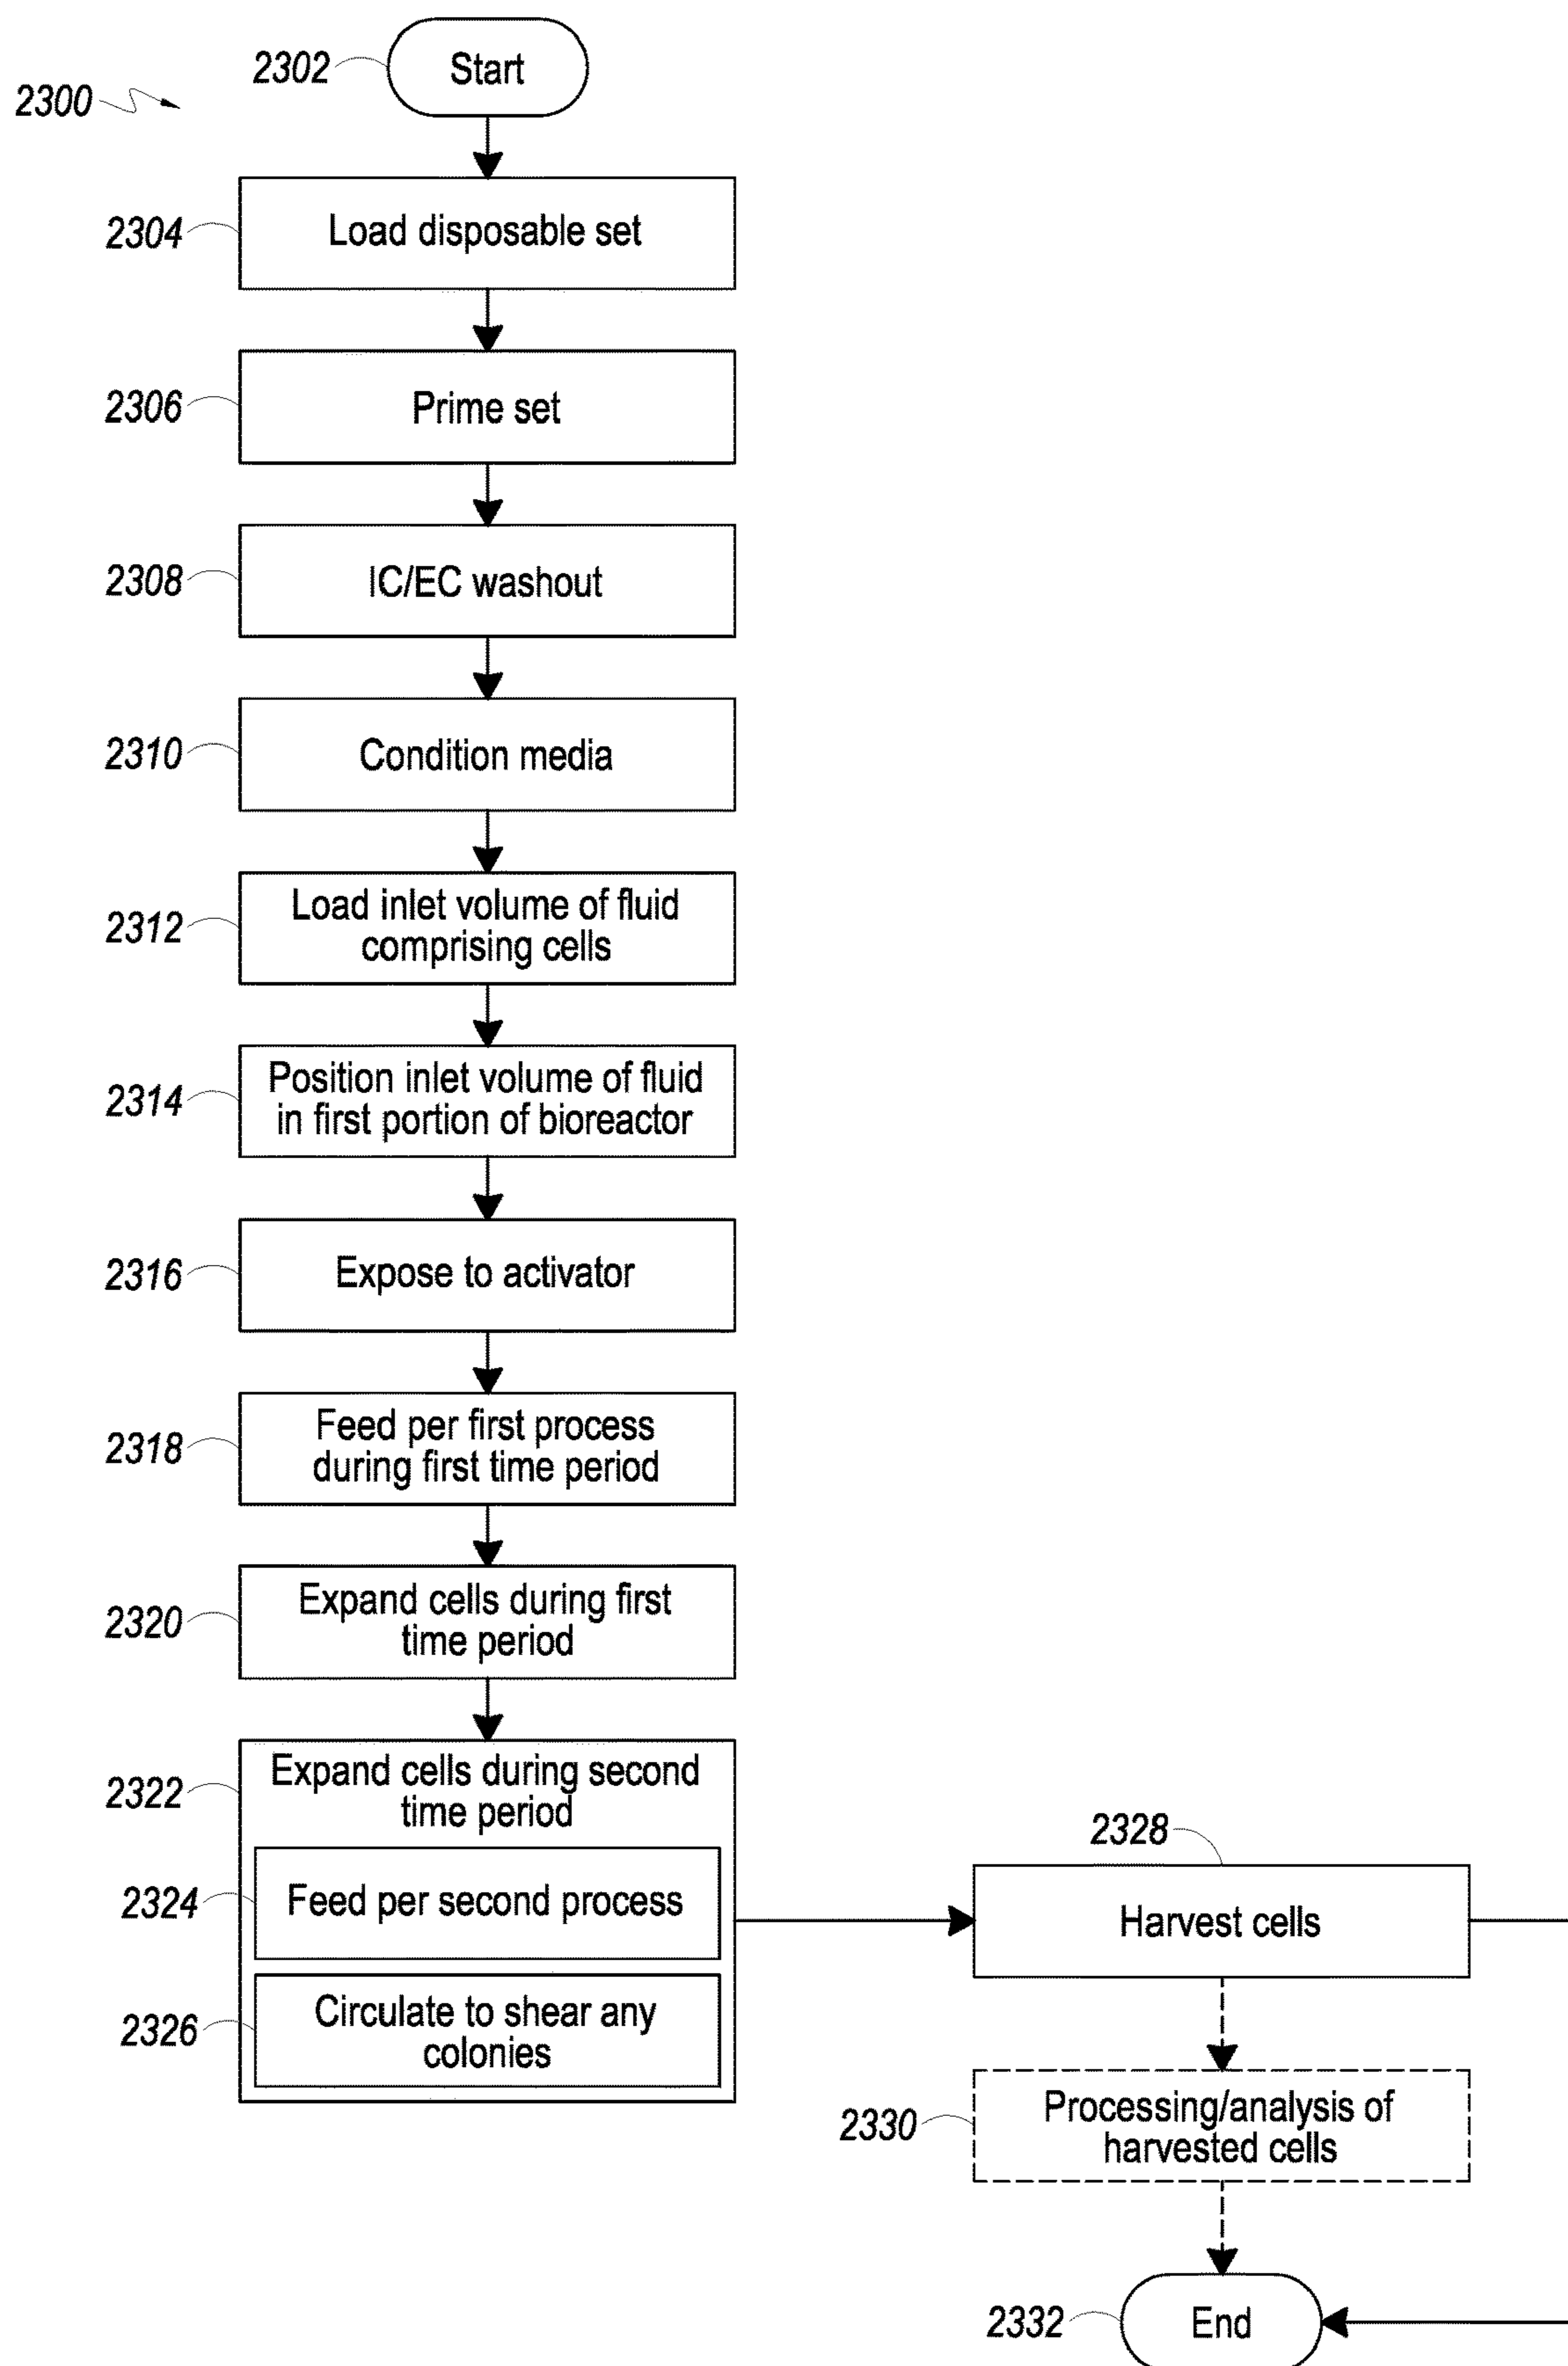 2302
Start
2300
2304
Load disposable set
2306
Prime set
2308
IC/EC washout
2310
Condition media
2312
Load inlet volume of fluid
comprising cells
2314
Position inlet volume of fluid
in first portion of bioreactor
2316
Expose to activator
2318
Feed per first process
during first time period
2320
Expand cells during first
time period
2322
Expand cells during second
time period
2324
Feed per second process
2326
Circulate to shear any
colonies
2328
Harvest cells
2330
Processing/analysis of
harvested cells
2332
End